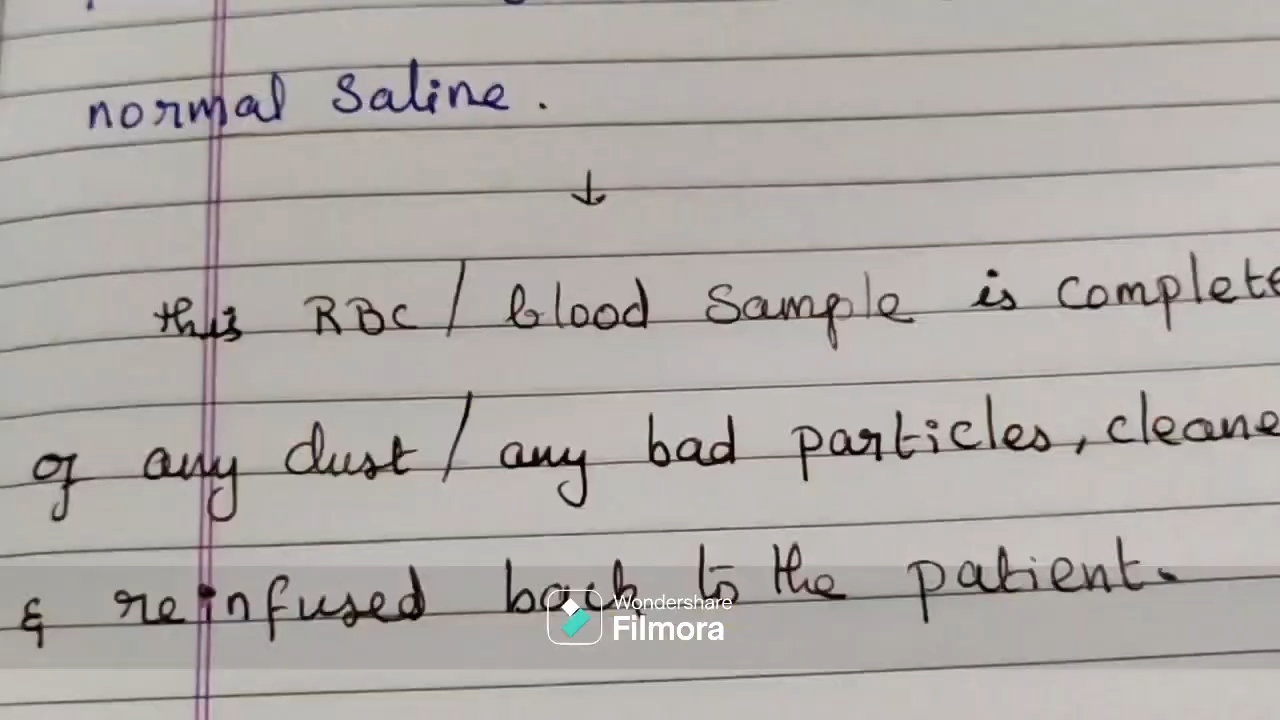 normal saline.
↓
this RBC / blood sample is complete
of any dust / any bad particles, cleane
& reinfused back to the patient.
Wondershare
Filmora